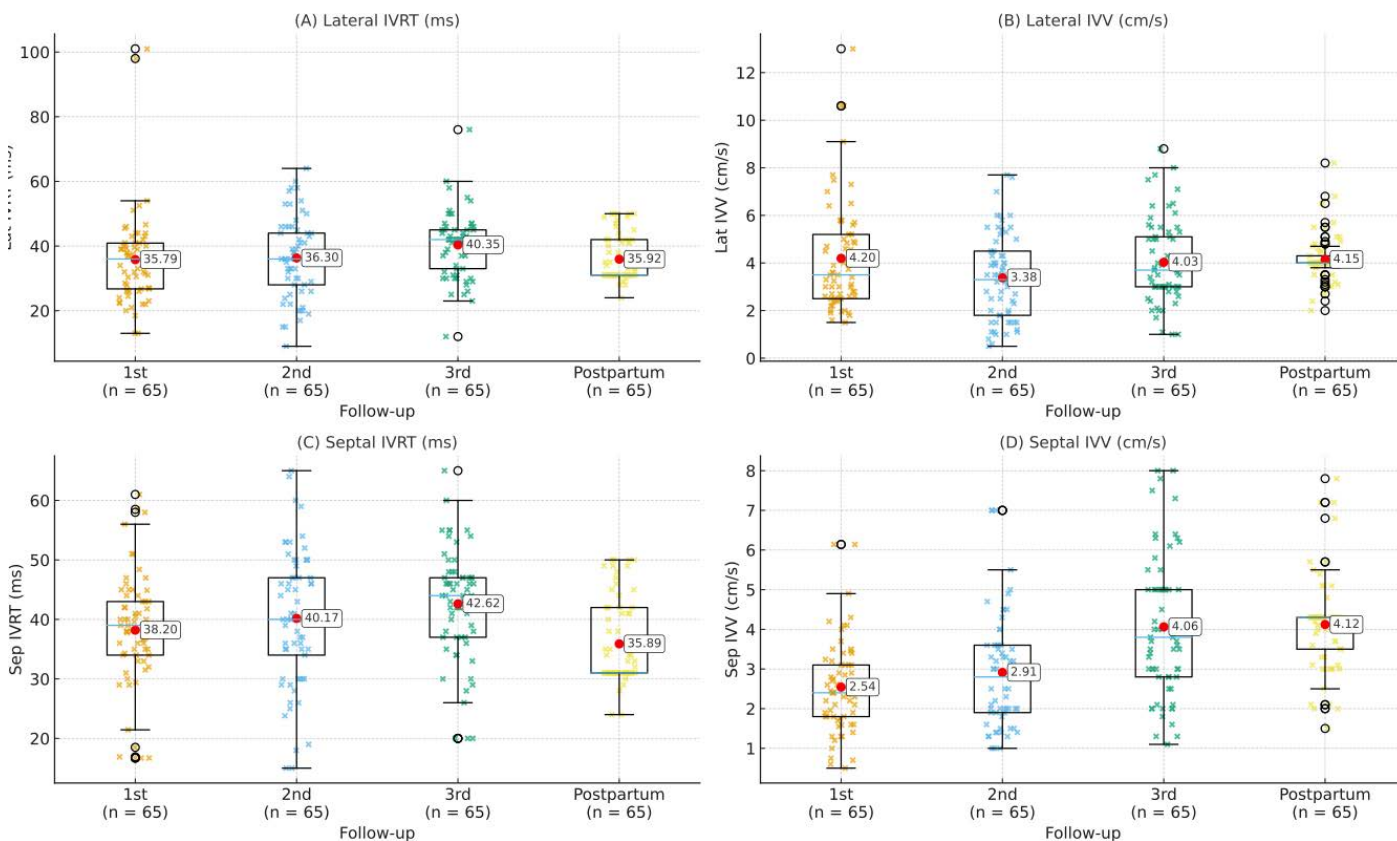 (A) Lateral IVRT (ms)
100
80
60
40
20
35.79
36.30
40.35
35.92
1st
(n = 65)
2nd
(n = 65)
3rd
(n = 65)
Postpartum
(n = 65)
Follow-up
(B) Lateral IVV (cm/s)
Lat IVV (cm/s)
12
10
8
6
4
2
0
4.20
3.38
4.03
4.15
1st
(n = 65)
2nd
(n = 65)
3rd
(n = 65)
Postpartum
(n = 65)
Follow-up
(C) Septal IVRT (ms)
Sep IVRT (ms)
60
50
40
30
20
38.20
40.17
42.62
35.89
1st
(n = 65)
2nd
(n = 65)
3rd
(n = 65)
Postpartum
(n = 65)
Follow-up
(D) Septal IVV (cm/s)
Sep IVV (cm/s)
8
7
6
5
4
3
2
1
2.54
2.91
4.06
4.12
1st
(n = 65)
2nd
(n = 65)
3rd
(n = 65)
Postpartum
(n = 65)
Follow-up